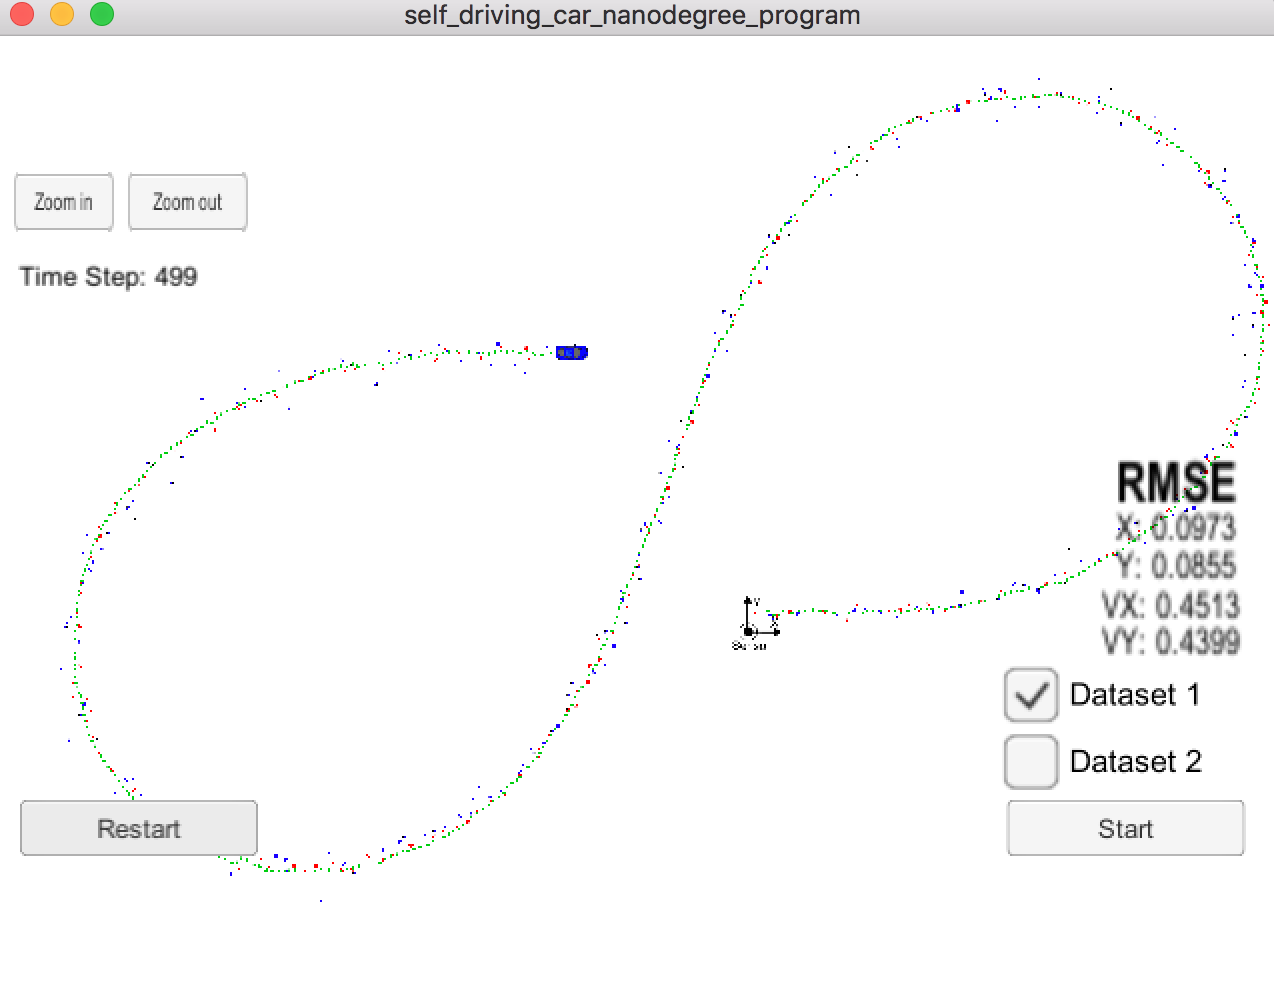 self_driving_car_nanodegree_program
Zoom in
Zoom out
Time Step: 499
RMSE
X: 0.0973
Y: 0.0855
VX: 0.4513
VY: 0.4399
Dataset 1
Dataset 2
Restart
Start